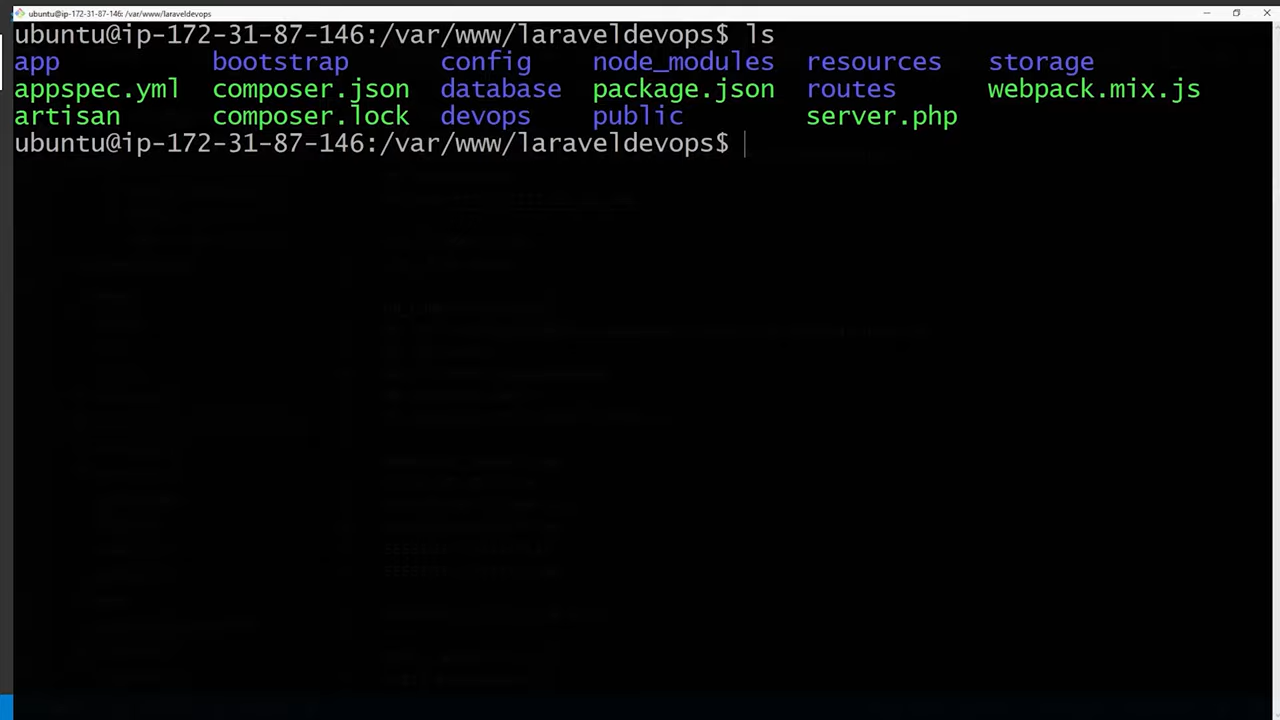 ubuntu@ip-172-31-87-146: /var/www/laraveldevops
ubuntu@ip-172-31-87-146:/var/www/laraveldevops$ ls
app bootstrap config node_modules resources storage
appspec.yml composer.json database package.json routes webpack.mix.js
artisan composer.lock devops public server.php
ubuntu@ip-172-31-87-146:/var/www/laraveldevops$